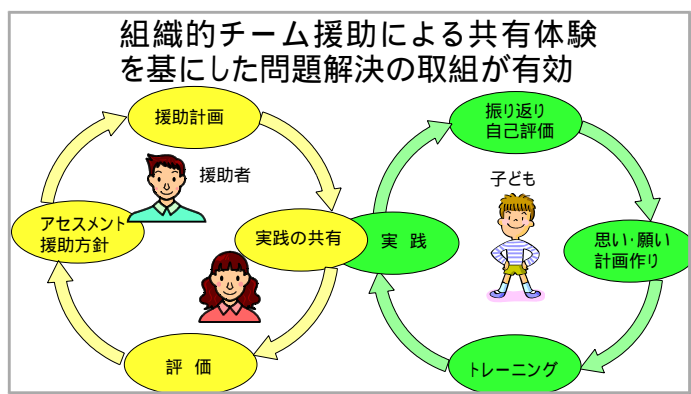 組織的チーム援助による共有体験
を基にした問題解決の取組が有効
援助計画
援助者
アセスメント
援助方針
実践の共有
評 価
振り返り
自己評価
子ども
実 践
思い・願い
計画作り
トレーニング